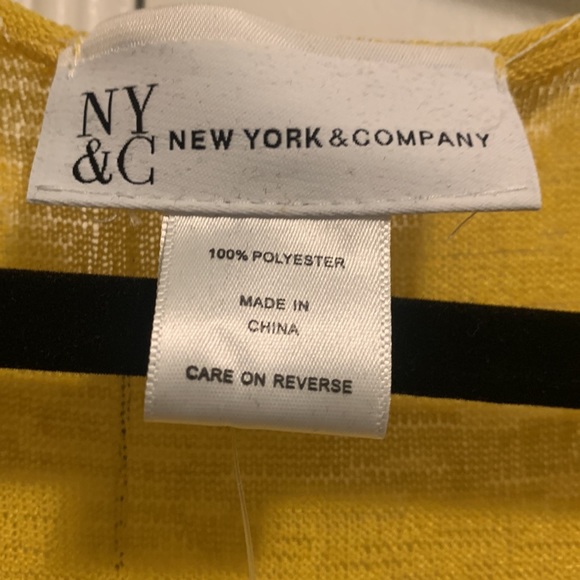 NY
&C NEW YORK & COMPANY
100% POLYESTER
MADE IN
CHINA
CARE ON REVERSE